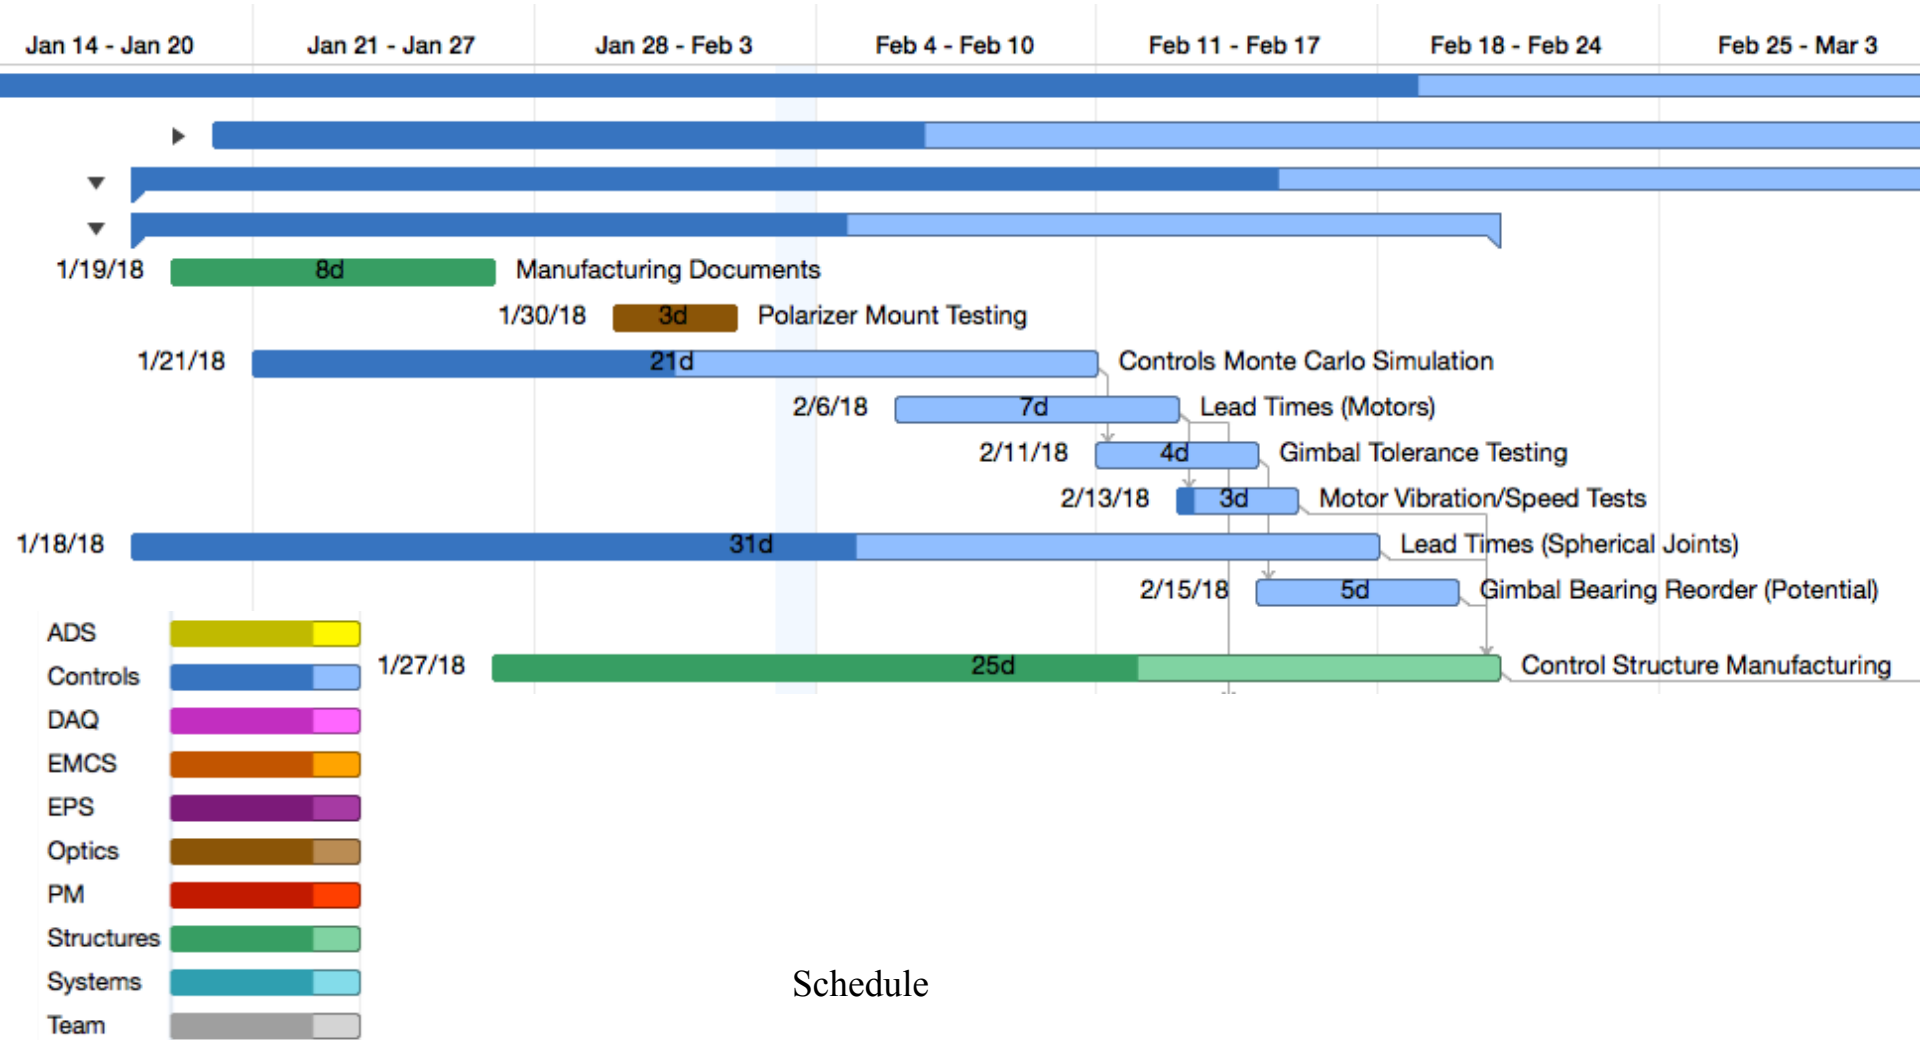 Jan 14 - Jan 20 Jan 21 - Jan 27 Jan 28 - Feb 3 Feb 4 - Feb 10 Feb 11 - Feb 17 Feb 18 - Feb 24 Feb 25 - Mar 3
1/19/18 8d Manufacturing Documents
1/30/18 3d Polarizer Mount Testing
1/21/18 21d Controls Monte Carlo Simulation
2/6/18 7d Lead Times (Motors)
2/11/18 4d Gimbal Tolerance Testing
2/13/18 3d Motor Vibration/Speed Tests
1/18/18 31d Lead Times (Spherical Joints)
2/15/18 5d Gimbal Bearing Reorder (Potential)
1/27/18 25d Control Structure Manufacturing
ADS
Controls
DAQ
EMCS
EPS
Optics
PM
Structures
Systems
Team
Schedule